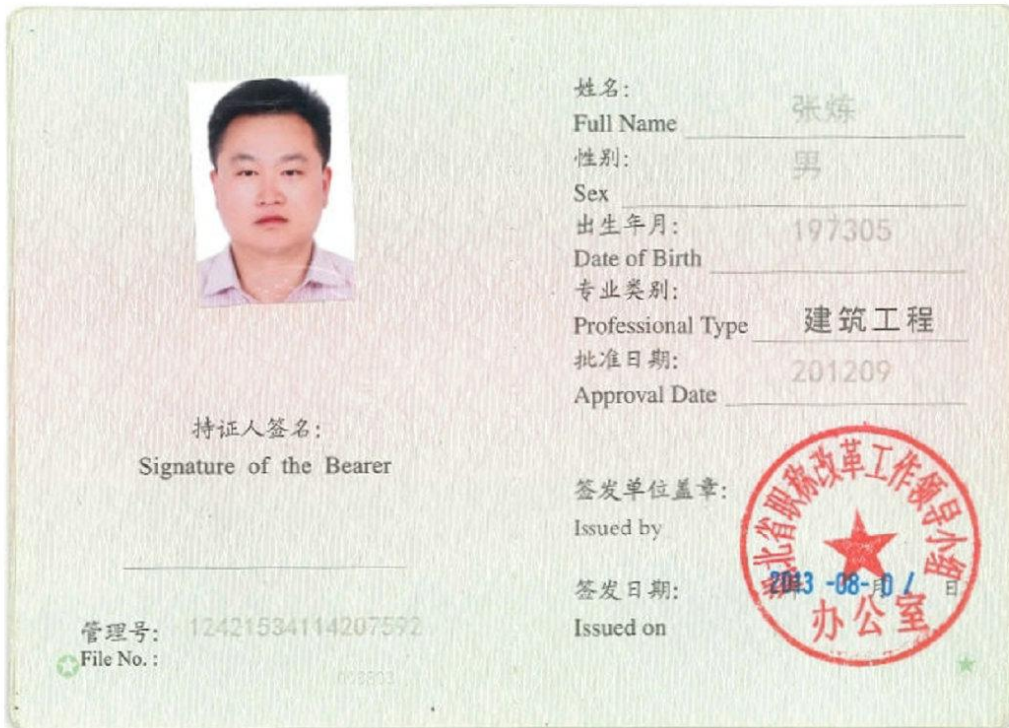 持证人签名:
Signature of the Bearer
管理号: 12421534114207592
File No. :
姓名: 张炼
Full Name
性别: 男
Sex
出生年月: 197305
Date of Birth
专业类别:
Professional Type 建筑工程
批准日期: 201209
Approval Date
签发单位盖章:
Issued by
签发日期: 2013-08-01
月 日
Issued on
湖北省职称改革工作领导小组
办公室